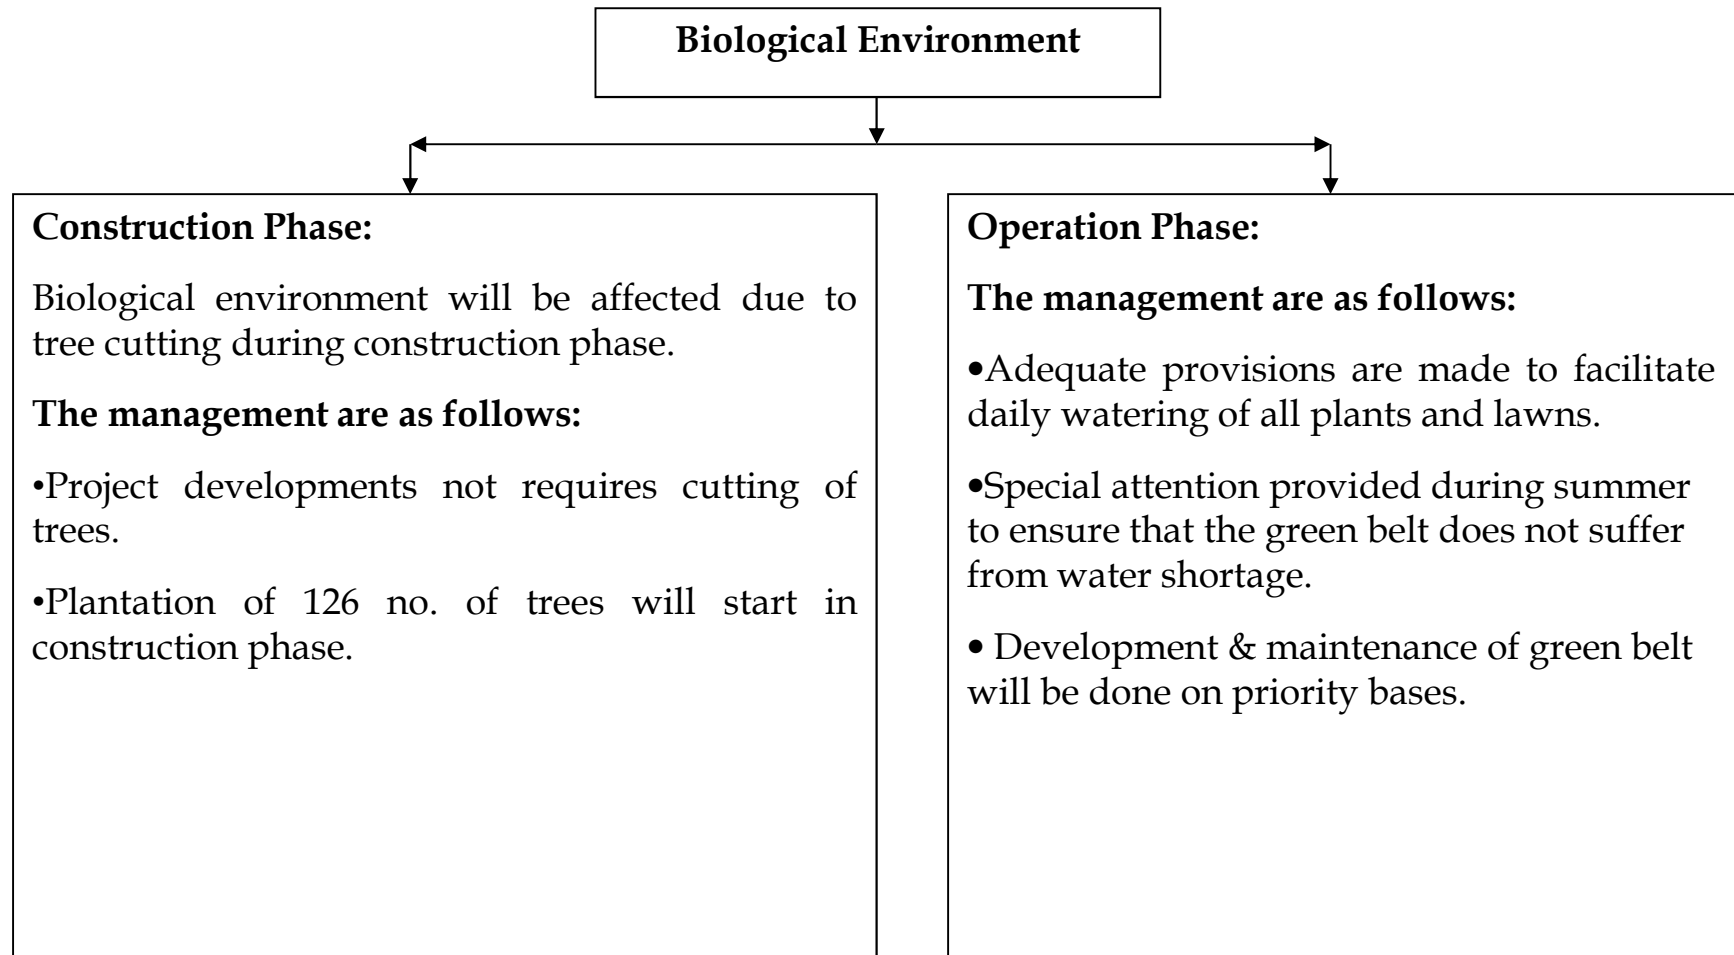 Biological Environment
Construction Phase:
Biological environment will be affected due to
tree cutting during construction phase.
The management are as follows:
•Project developments not requires cutting of
trees.
•Plantation of 126 no. of trees will start in
construction phase.
Operation Phase:
The management are as follows:
•Adequate provisions are made to facilitate
daily watering of all plants and lawns.
•Special attention provided during summer
to ensure that the green belt does not suffer
from water shortage.
• Development & maintenance of green belt
will be done on priority bases.